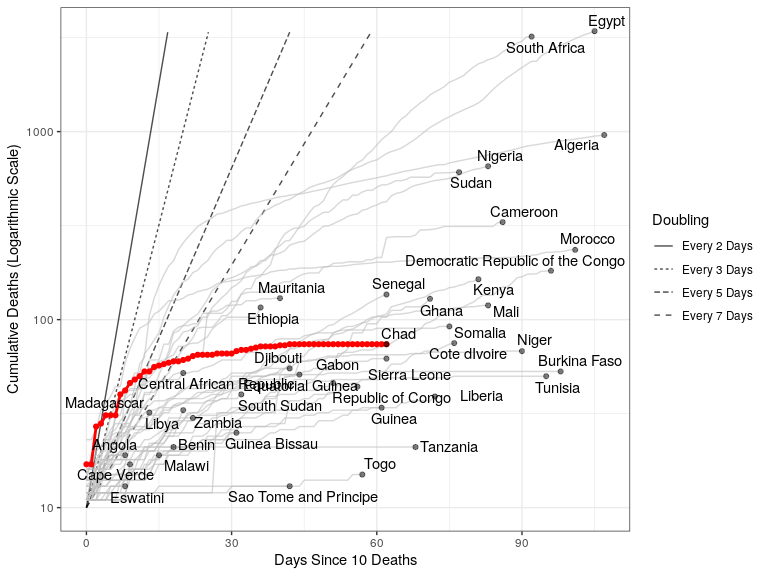 Egypt
South Africa
Algeria
Nigeria
Sudan
Cameroon
Morocco
Democratic Republic of the Congo
Mauritania
Senegal
Kenya
Ethiopia
Ghana
Mali
Chad
Somalia
Niger
Cote dIvoire
Djibouti
Gabon
Burkina Faso
Central African Republic
Equatorial Guinea
Sierra Leone
Tunisia
Madagascar
South Sudan
Republic of Congo
Liberia
Libya
Zambia
Guinea
Angola
Benin
Guinea Bissau
Tanzania
Cape Verde
Malawi
Togo
Eswatini
Sao Tome and Principe
Cumulative Deaths (Logarithmic Scale)
1000
100
10
0
30
60
90
Days Since 10 Deaths
Doubling
Every 2 Days
Every 3 Days
Every 5 Days
Every 7 Days